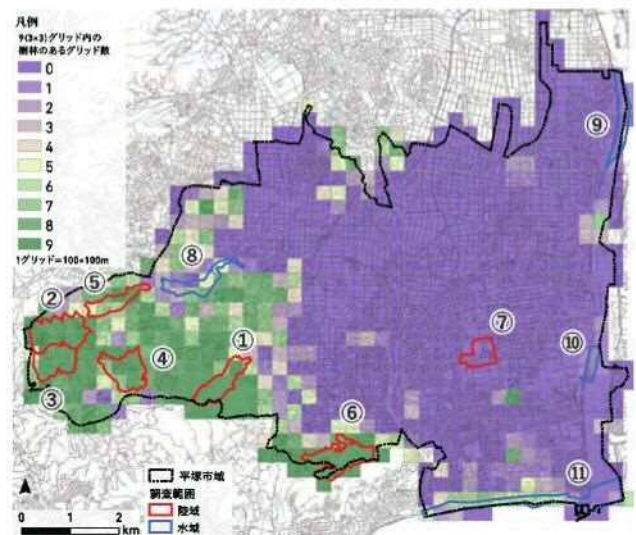 凡例
9(3×3)グリッド内の
樹林のあるグリッド数
0
1
2
3
4
5
6
7
8
9
1グリッド=100×100m
⑨
⑧
⑤
②
⑦
①
⑩
④
③
⑥
⑪
平塚市域
調査範囲
陸域
水域
0 1 2
km